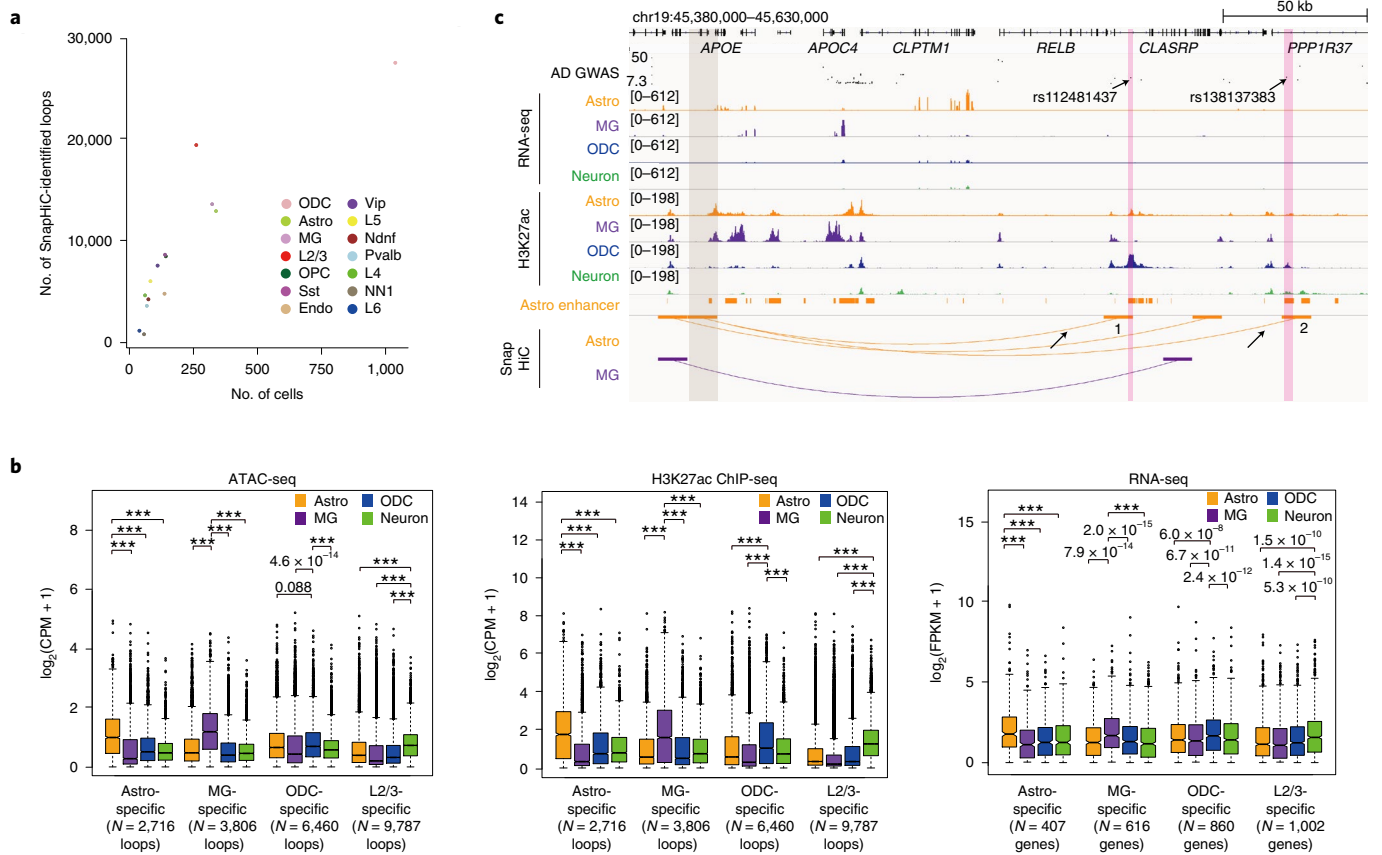 a
30,000
20,000
10,000
0
No. of SnapHiC-identified loops
0 250 500 750 1,000
No. of cells
ODC Vip
Astro L5
MG Ndnf
L2/3 Pvalb
OPC L4
Sst NN1
Endo L6
c
chr19:45,380,000–45,630,000
50 kb
APOE APOC4 CLPTM1 RELB CLASRP PPP1R37
50
AD GWAS
7.3
rs112481437 rs138137383
RNA-seq
Astro [0–612]
MG [0–612]
ODC [0–612]
Neuron [0–612]
H3K27ac
Astro [0–198]
MG [0–198]
ODC [0–198]
Neuron [0–198]
Astro enhancer
Snap
HiC
Astro
1 2
MG
b
ATAC-seq
Astro ODC
MG Neuron
8
6
4
2
0
log2(CPM + 1)
*** *** ***
*** *** ***
*** 4.6 × 10−14 0.088
*** *** ***
Astro-
specific
(N = 2,716
loops)
MG-
specific
(N = 3,806
loops)
ODC-
specific
(N = 6,460
loops)
L2/3-
specific
(N = 9,787
loops)
H3K27ac ChIP-seq
Astro ODC
MG Neuron
14
12
10
8
6
4
2
0
log2(CPM + 1)
*** *** ***
*** *** ***
*** *** ***
*** *** ***
Astro-
specific
(N = 2,716
loops)
MG-
specific
(N = 3,806
loops)
ODC-
specific
(N = 6,460
loops)
L2/3-
specific
(N = 9,787
loops)
RNA-seq
Astro ODC
MG Neuron
15
10
5
0
log2(FPKM + 1)
*** *** ***
***
2.0 × 10−15
7.9 × 10−14
6.0 × 10−8
6.7 × 10−11
2.4 × 10−12
1.5 × 10−10
1.4 × 10−15
5.3 × 10−10
Astro-
specific
(N = 407
genes)
MG-
specific
(N = 616
genes)
ODC-
specific
(N = 860
genes)
L2/3-
specific
(N = 1,002
genes)